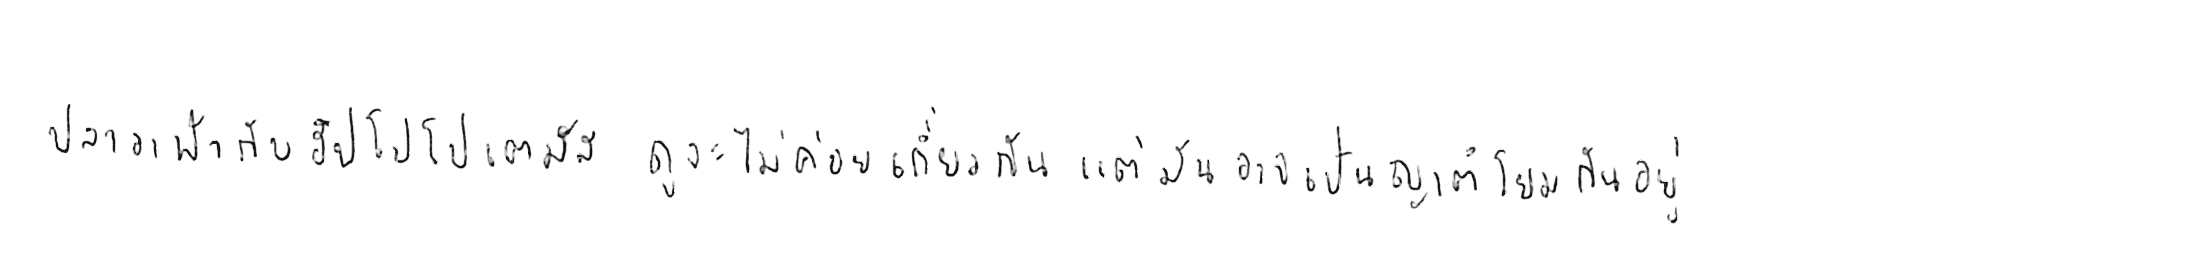 ปลาวาฬกับฮิปโปโปเตมัส ดูจะไม่ค่อยเกี่ยวกัน แต่มันอาจเป็นญาติโยมกันอยู่